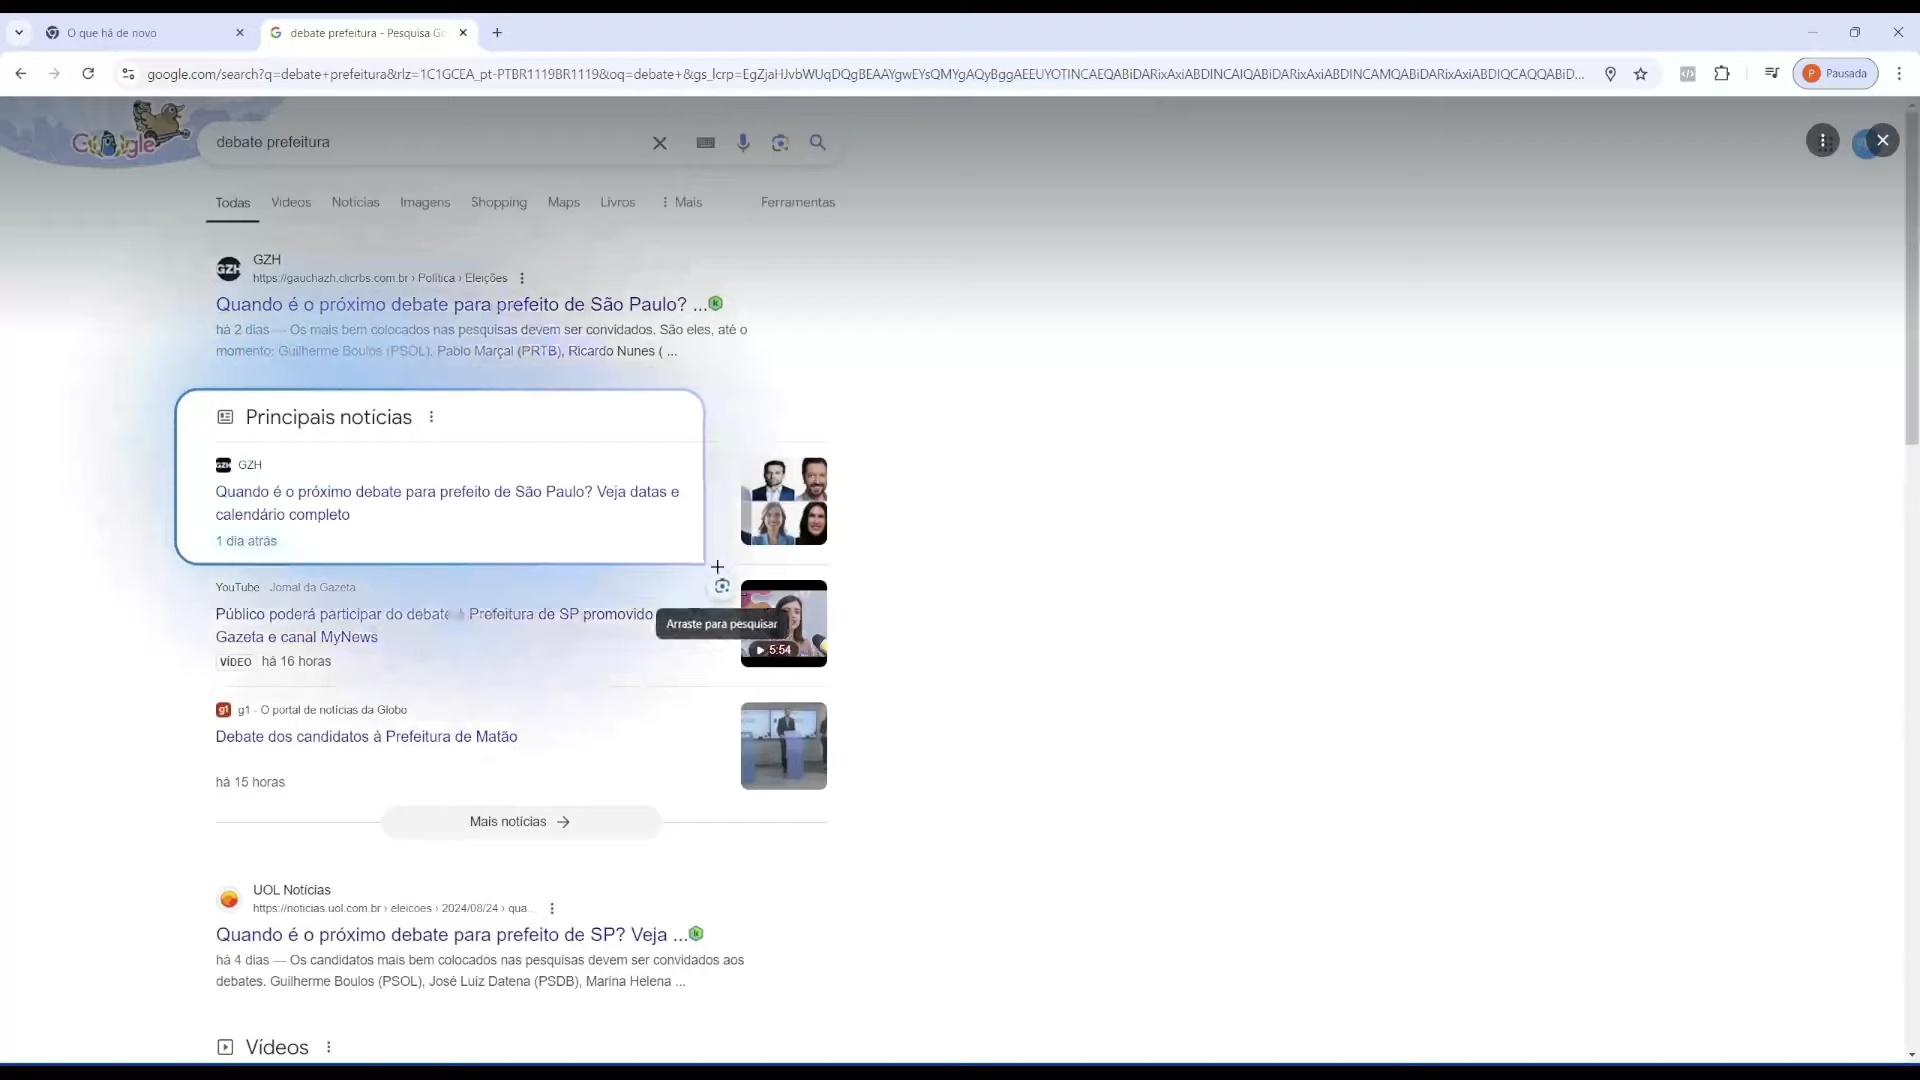 O que há de novo
debate prefeitura - Pesquisa Go
google.com/search?q=debate+prefeitura&rlz=1C1GCEA_pt-PTBR1119BR1119&oq=debate+&gs_lcrp=EgZjaHJvbWUqDQgBEAAYgwEYsQMYgAQyBggAEEUYOTINCAEQABiDARixAxiABDINCAIQABiDARixAxiABDINCAMQABiDARixAxiABDIQCAQQABiD...
P Pausada
Google
debate prefeitura
Todas Vídeos Notícias Imagens Shopping Maps Livros Mais Ferramentas
GZH
GZH
https://gauchazh.clicrbs.com.br › Política › Eleições
Quando é o próximo debate para prefeito de São Paulo? ...
há 2 dias — Os mais bem colocados nas pesquisas devem ser convidados. São eles, até o
momento: Guilherme Boulos (PSOL), Pablo Marçal (PRTB), Ricardo Nunes ( ...
Principais notícias
GZH GZH
Quando é o próximo debate para prefeito de São Paulo? Veja datas e
calendário completo
1 dia atrás
YouTube · Jornal da Gazeta
Público poderá participar do debate à Prefeitura de SP promovido
Gazeta e canal MyNews
VÍDEO há 16 horas
Arraste para pesquisar
5:54
g1 g1 - O portal de notícias da Globo
Debate dos candidatos à Prefeitura de Matão
há 15 horas
Mais notícias
UOL Notícias
https://noticias.uol.com.br › eleicoes › 2024/08/24 › qua...
Quando é o próximo debate para prefeito de SP? Veja ...
há 4 dias — Os candidatos mais bem colocados nas pesquisas devem ser convidados aos
debates. Guilherme Boulos (PSOL), José Luiz Datena (PSDB), Marina Helena ...
Vídeos